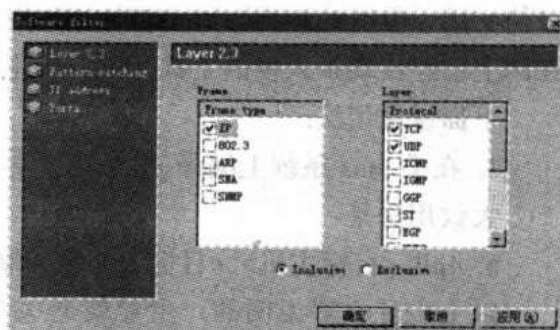 Software filter
Layer 2,3
Pattern matching
IP address
Ports
Layer 2,3
Frame
Frame type
IP
802.3
ARP
SNA
SNMP
Layer
Protocol
TCP
UDP
ICMP
IGMP
GGP
ST
EGP
Inclusive
Exclusive
确定
取消
应用(A)